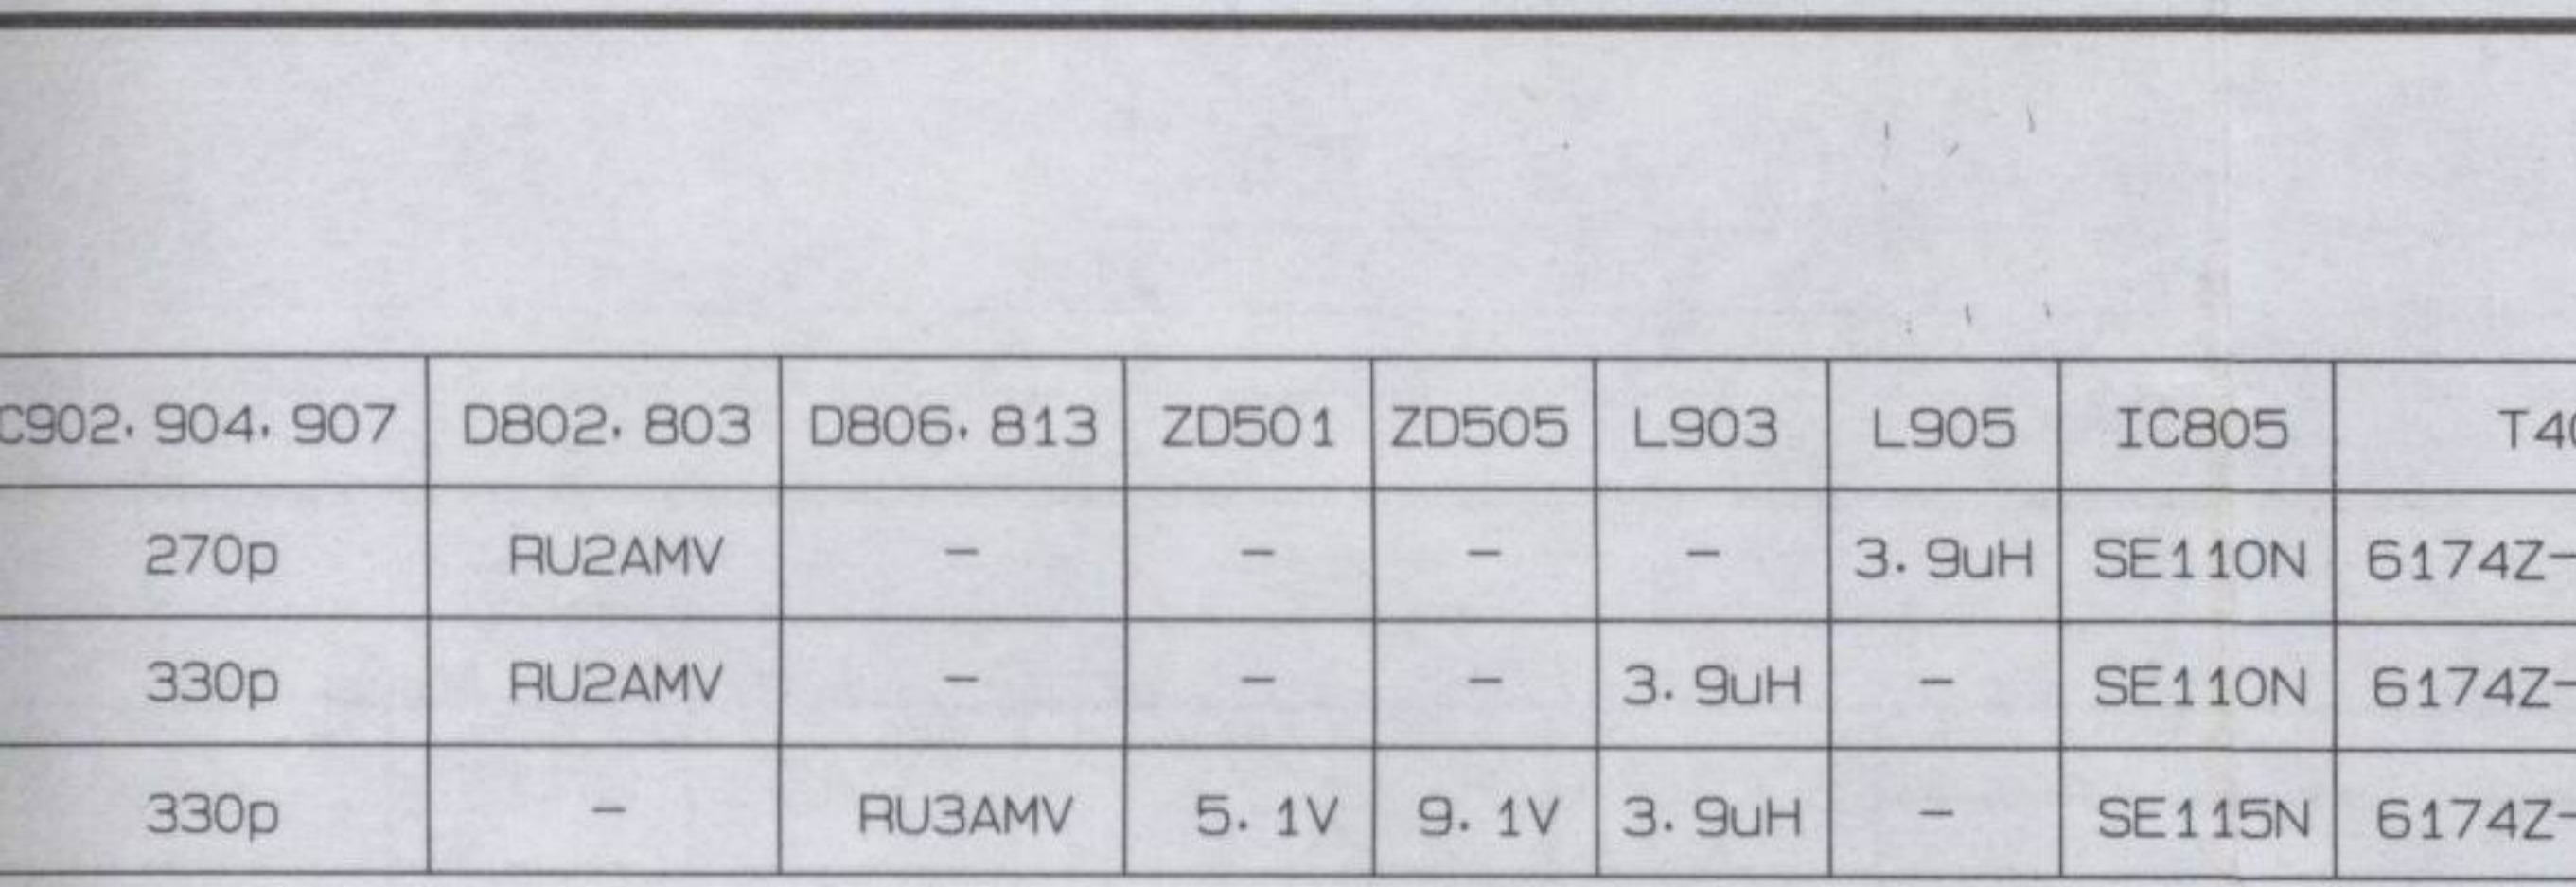 C902, 904, 907 D802, 803 D806, 813 ZD501 ZD505 L903 L905 IC805 T40
270p RU2AMV - - - - 3.9uH SE110N 6174Z-
330p RU2AMV - - - 3.9uH - SE110N 6174Z-
330p - RU3AMV 5.1V 9.1V 3.9uH - SE115N 6174Z-